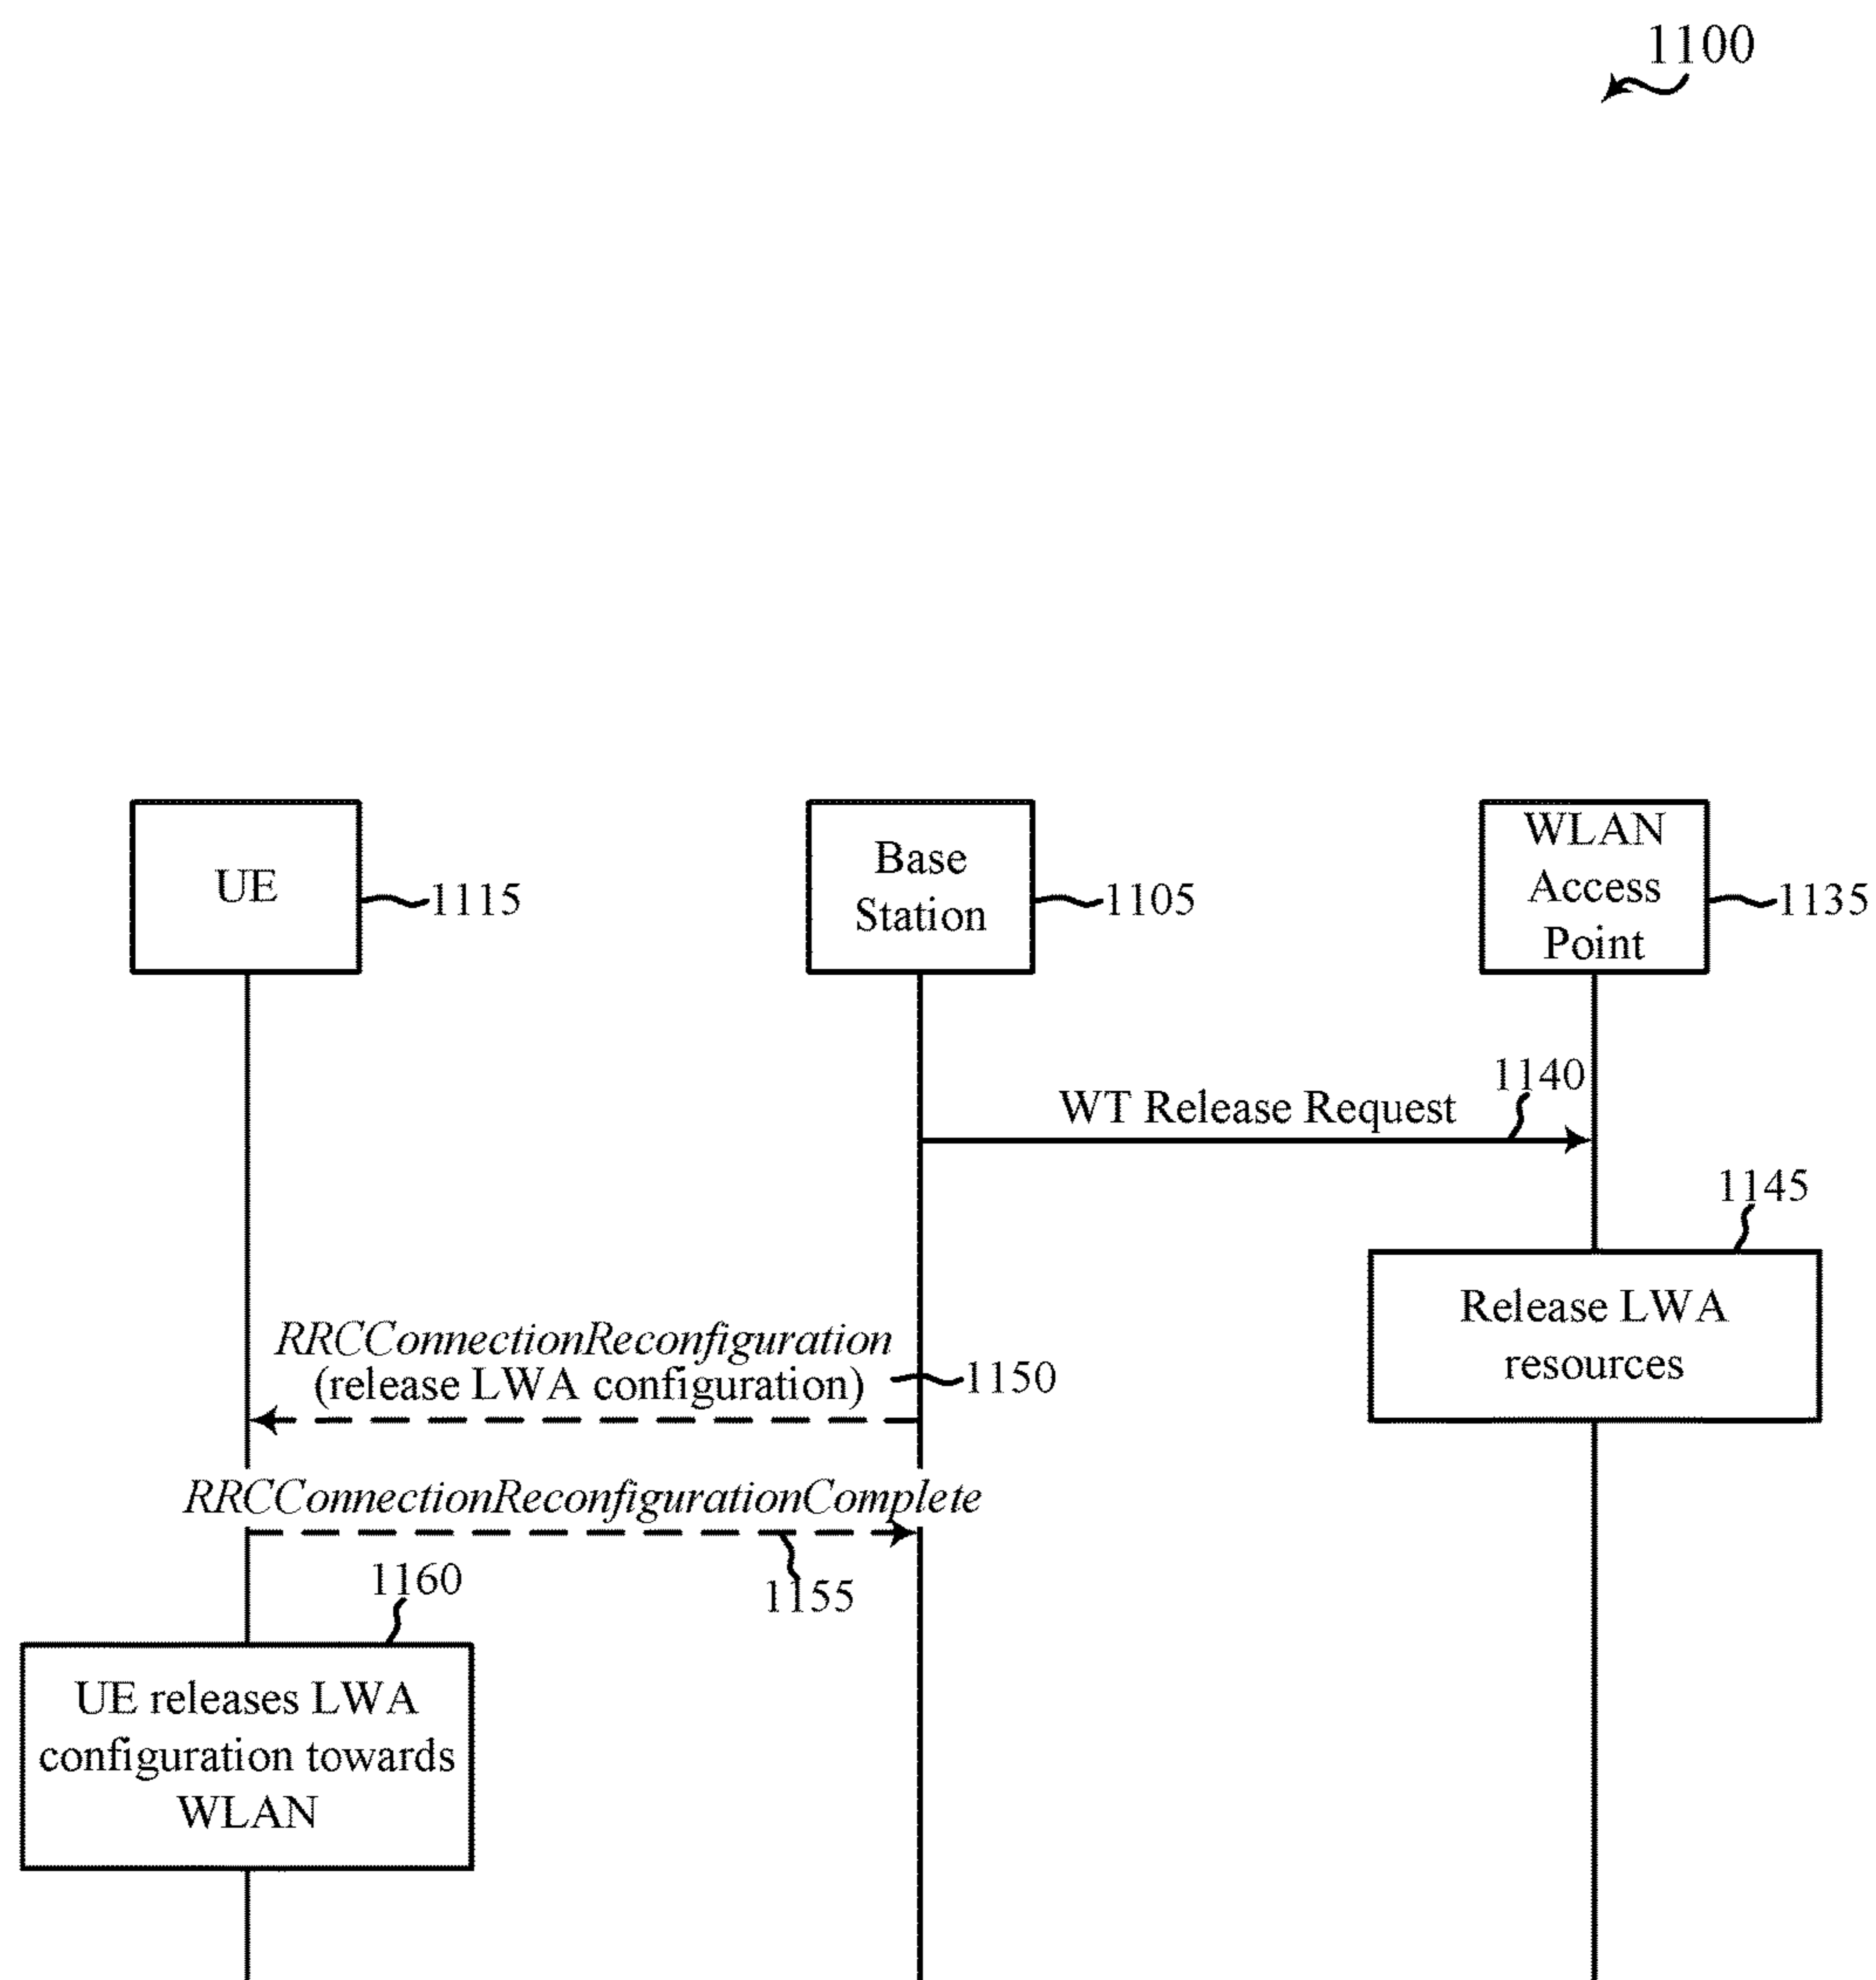 1100
UE
1115
Base
Station
1105
WLAN
Access
Point
1135
WT Release Request
1140
1145
Release LWA
resources
RRCConnectionReconfiguration
(release LWA configuration)
1150
RRCConnectionReconfigurationComplete
1155
1160
UE releases LWA
configuration towards
WLAN